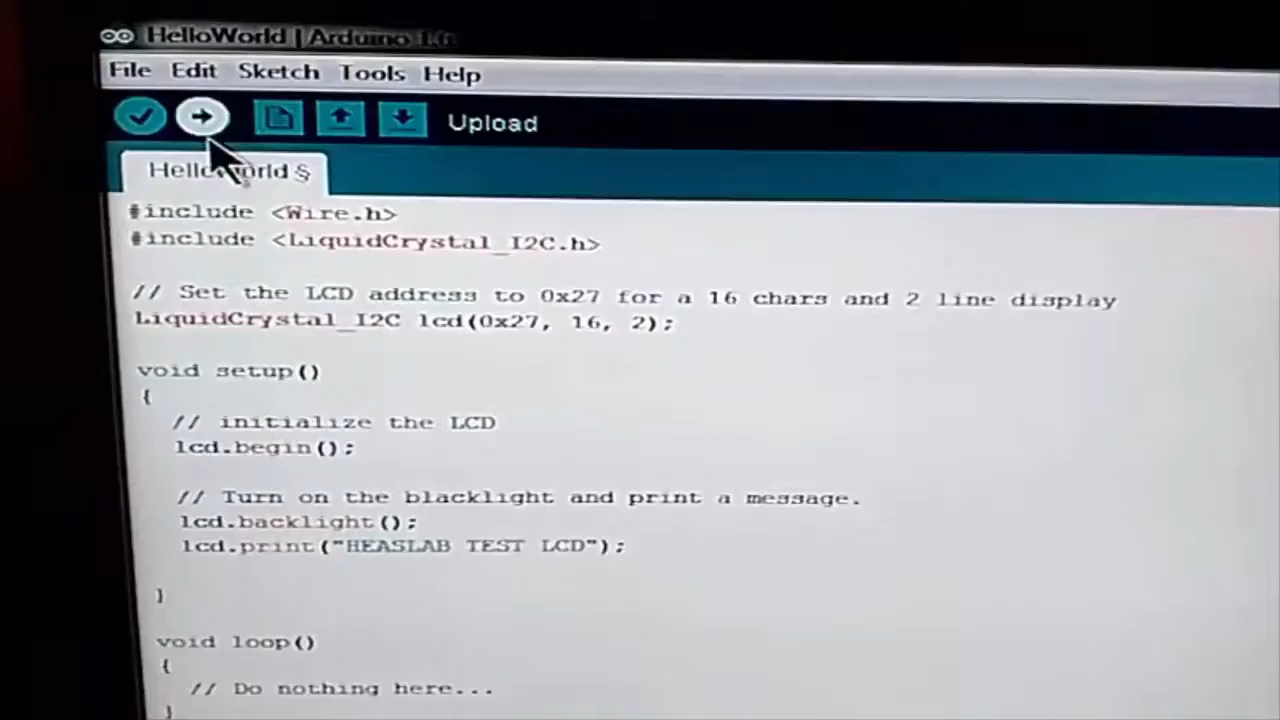 HelloWorld | Arduino 1.6
File Edit Sketch Tools Help
Upload
HelloWorld §
#include <Wire.h>
#include <LiquidCrystal_I2C.h>
// Set the LCD address to 0x27 for a 16 chars and 2 line display
LiquidCrystal_I2C lcd(0x27, 16, 2);
void setup()
{
// initialize the LCD
lcd.begin();
// Turn on the blacklight and print a message.
lcd.backlight();
lcd.print("HEASLAB TEST LCD");
}
void loop()
{
// Do nothing here...
}